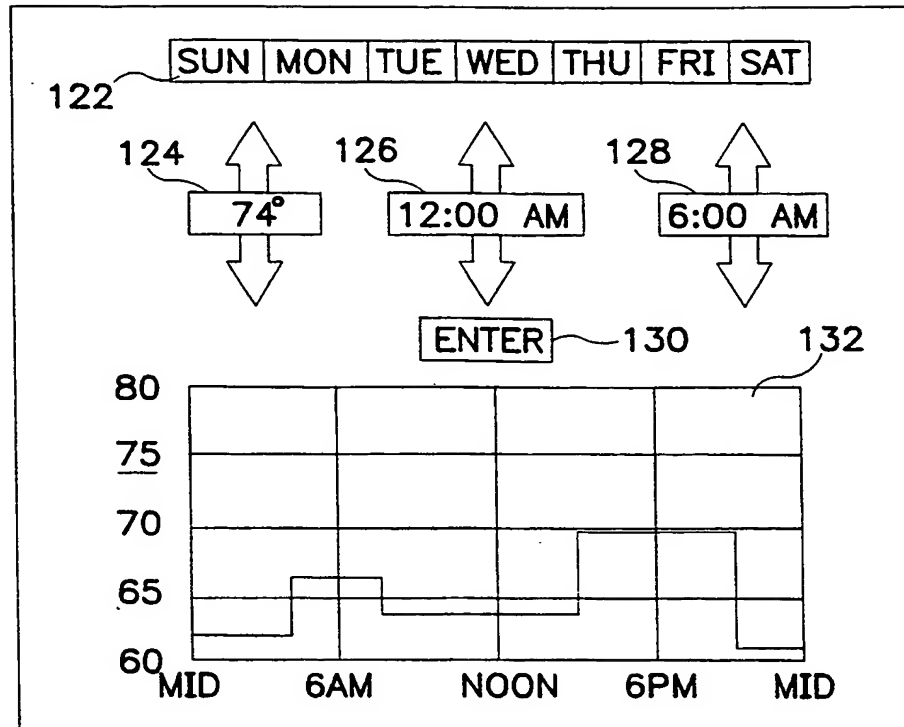 SUN MON TUE WED THU FRI SAT
122
124 126 128
74° 12:00 AM 6:00 AM
ENTER 130 132
80
75
70
65
60
MID 6AM NOON 6PM MID